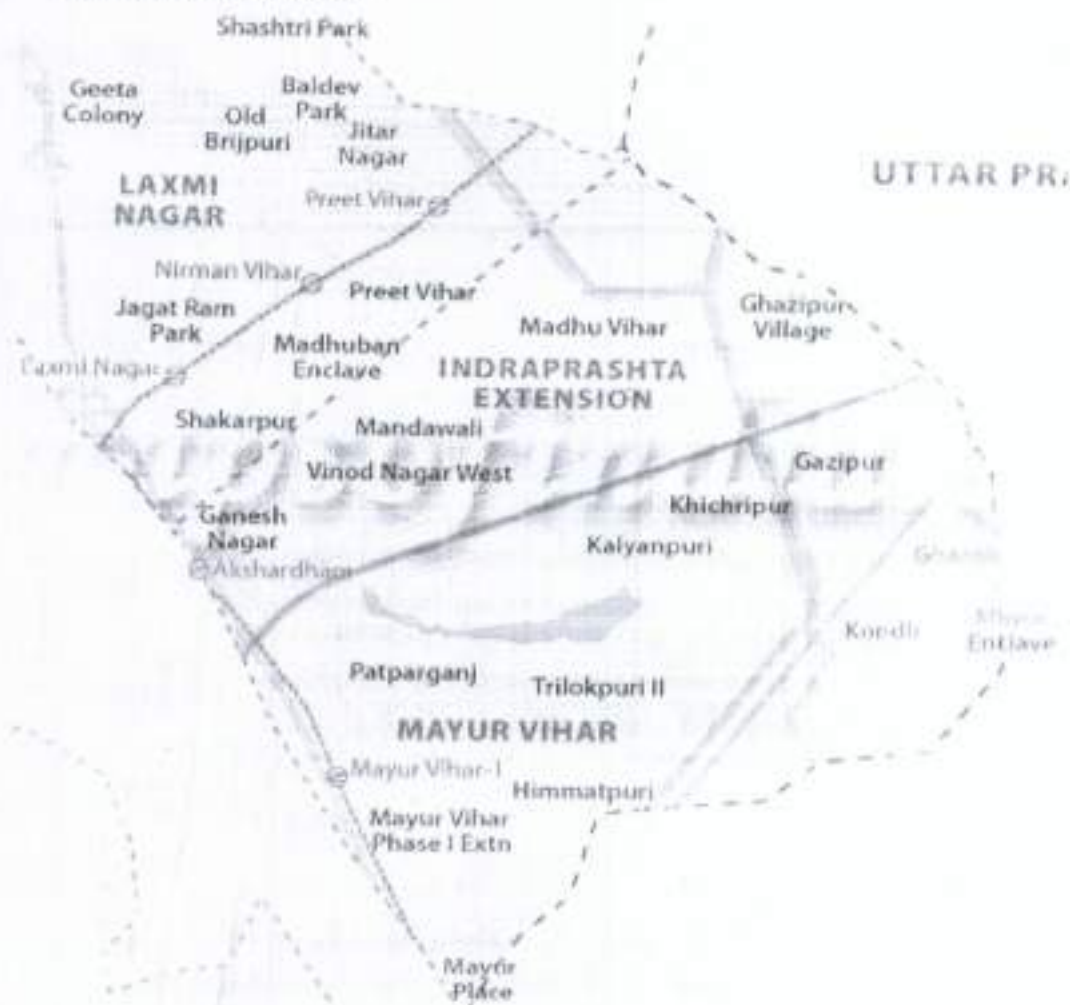 Shashtri Park
Geeta
Colony
Baldev
Park
Old
Brijpuri
Jitar
Nagar
UTTAR PR
LAXMI
NAGAR
Preet Vihar
Nirman Vihar
Preet Vihar
Jagat Ram
Park
Madhu Vihar
Ghazipur
Village
Madhuban
Enclave
Laxmi Nagar
INDRAPRASHTA
EXTENSION
Shakarpur
Mandawali
Vinod Nagar West
Gazipur
Khichripur
Ganesh
Nagar
Kalyanpuri
Akshardham
Kondli
Enclave
Patparganj
Trilokpuri II
MAYUR VIHAR
Mayur Vihar-I
Himmatpuri
Mayur Vihar
Phase I Extn
Mayur
Place